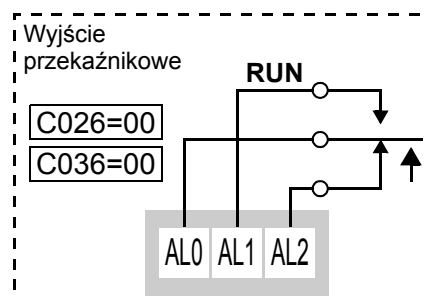 Wyjście
przekaźnikowe
RUN
C026=00
C036=00
AL0 AL1 AL2